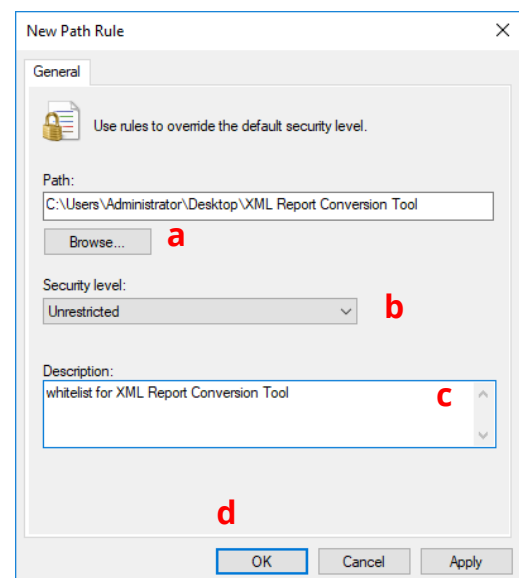 New Path Rule
General
Use rules to override the default security level.
Path:
C:\Users\Administrator\Desktop\XML Report Conversion Tool
Browse...
a
Security level:
Unrestricted
b
Description:
whitelist for XML Report Conversion Tool
c
d
OK Cancel Apply